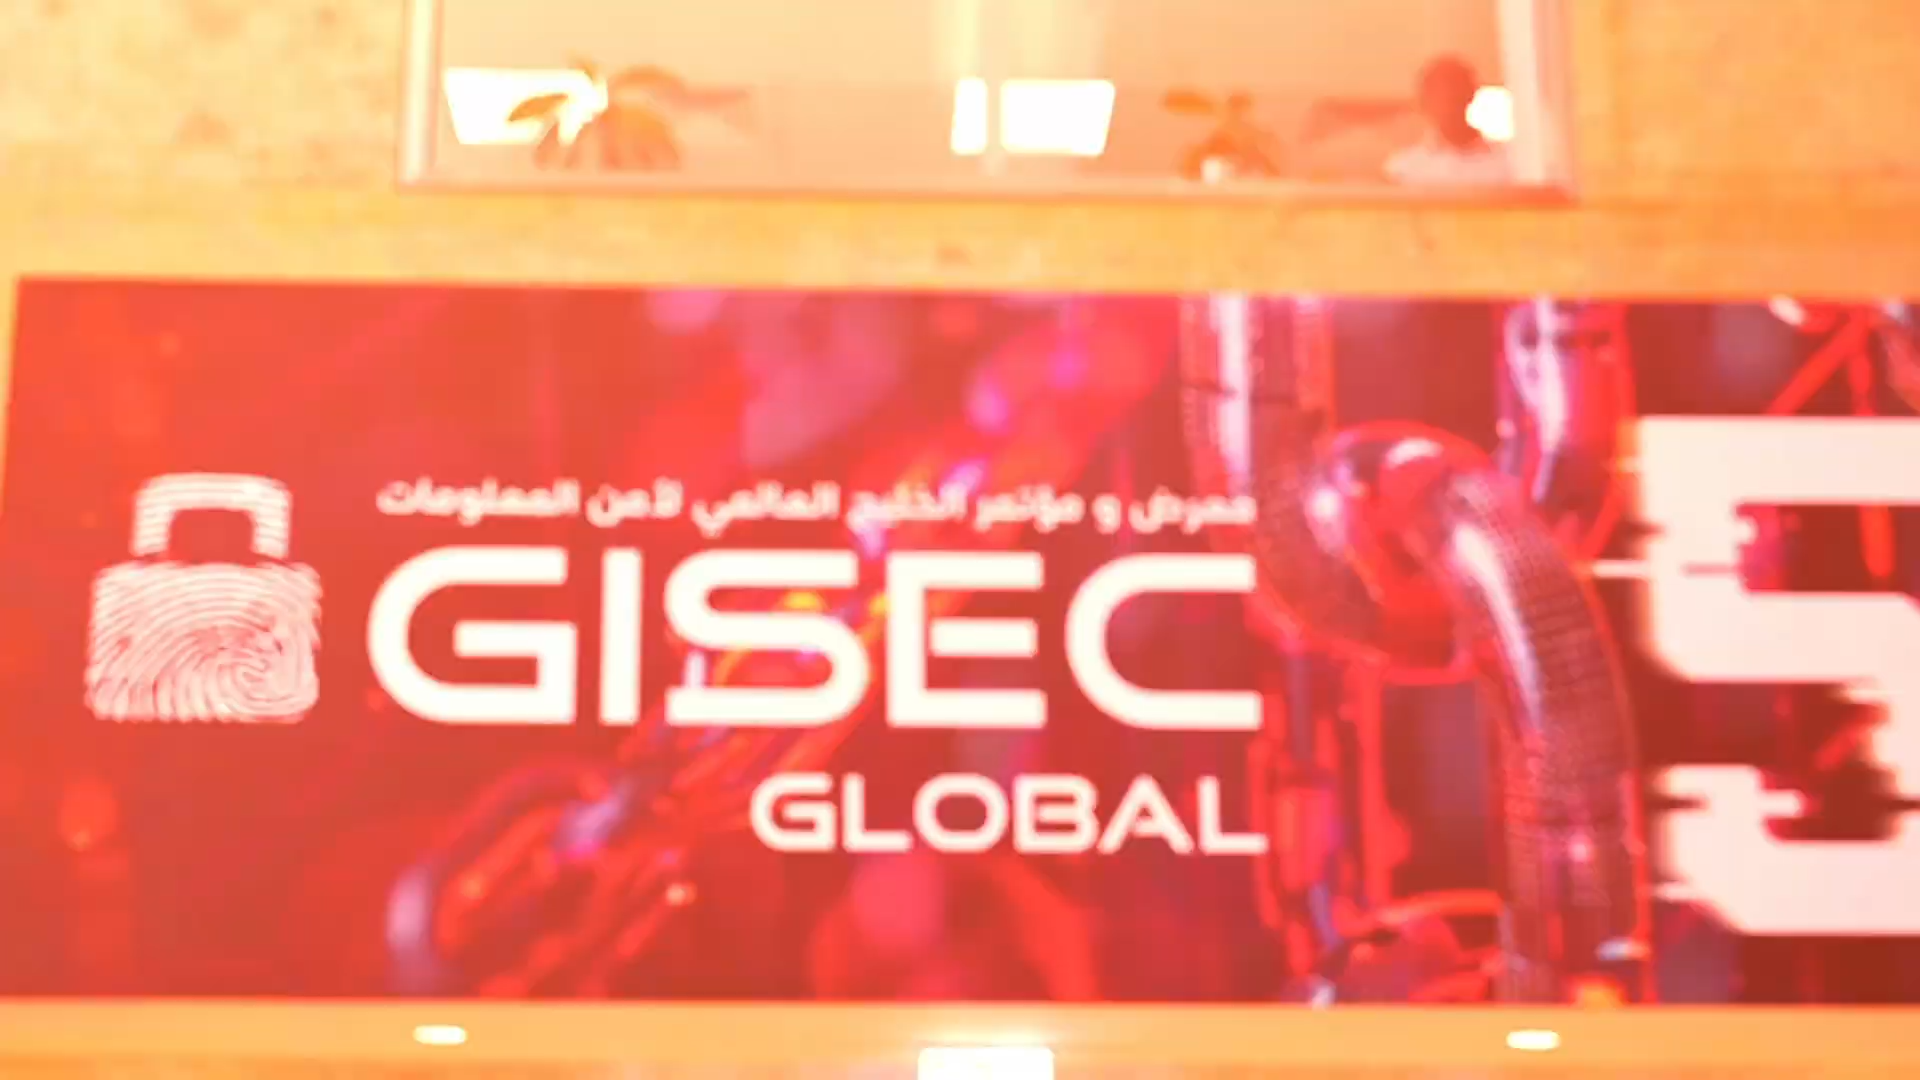 معرض و مؤتمر الخليج العالمي لأمن المعلومات
GISEC
GLOBAL